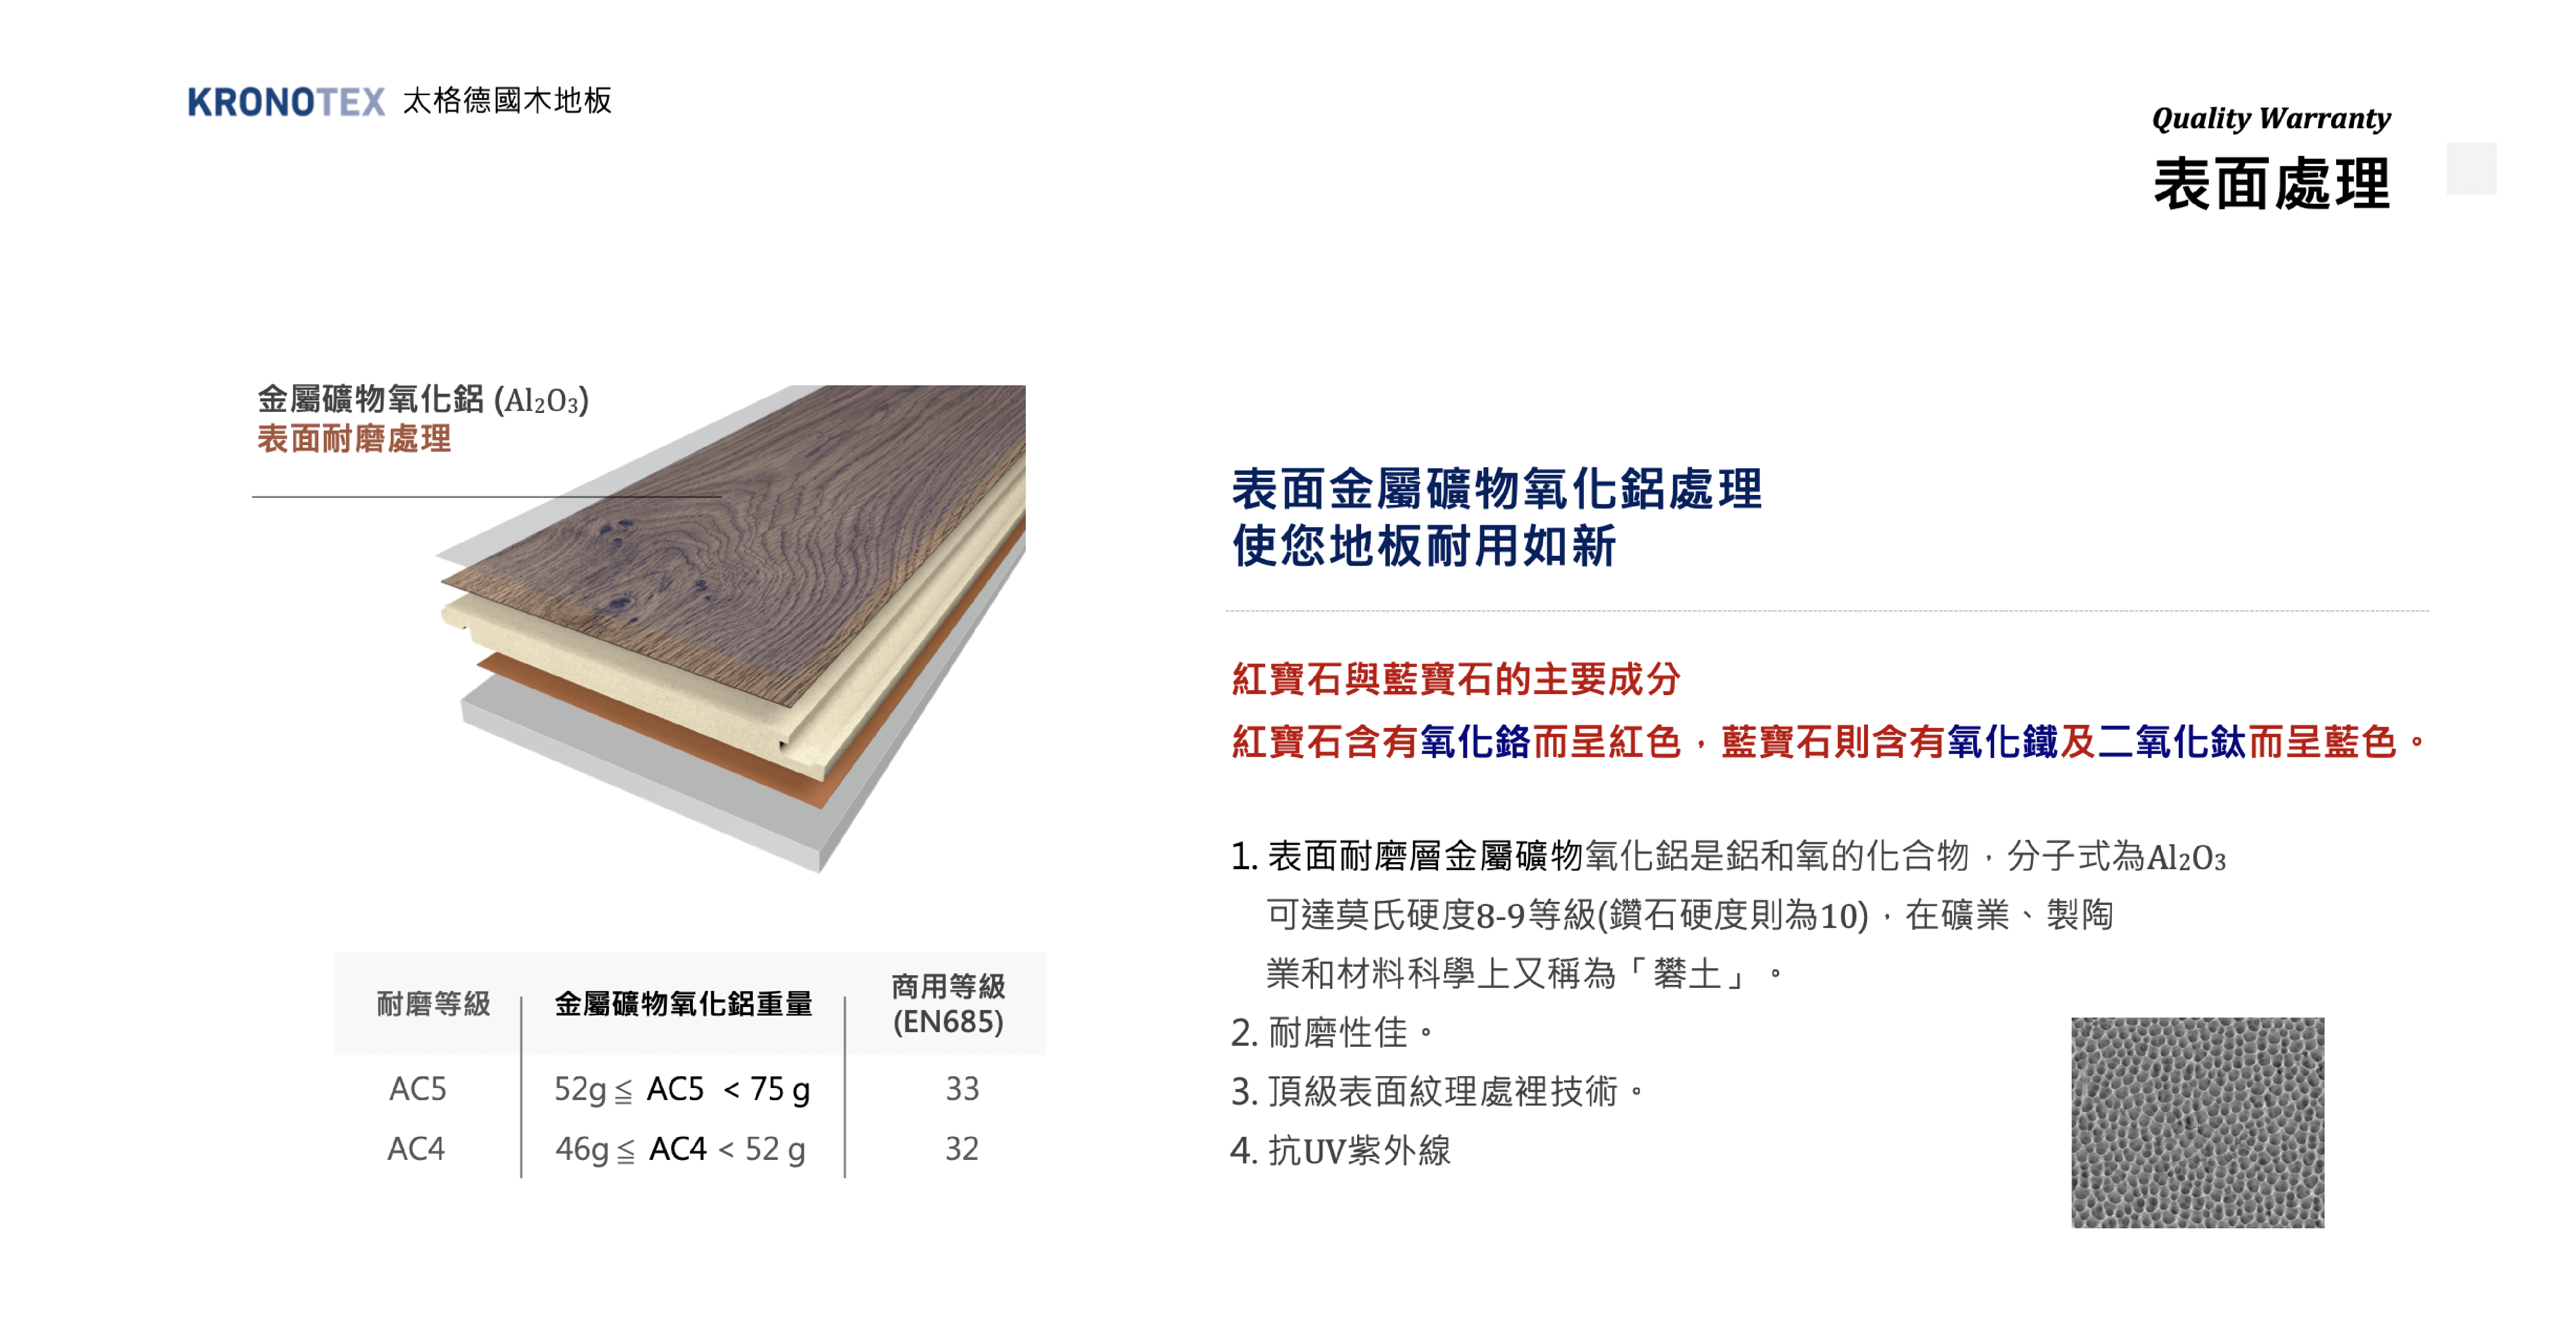 KRONOTEX 太格德國木地板
Quality Warranty
表面處理
金屬礦物氧化鋁 (Al₂O₃)
表面耐磨處理
表面金屬礦物氧化鋁處理
使您地板耐用如新
紅寶石與藍寶石的主要成分
紅寶石含有氧化鉻而呈紅色，藍寶石則含有氧化鐵及二氧化鈦而呈藍色。
1. 表面耐磨層金屬礦物氧化鋁是鋁和氧的化合物，分子式為Al₂O₃
可達莫氏硬度8-9等級(鑽石硬度則為10)，在礦業、製陶
業和材料科學上又稱為「礬土」。
2. 耐磨性佳。
3. 頂級表面紋理處裡技術。
4. 抗UV紫外線
耐磨等級 金屬礦物氧化鋁重量 商用等級
(EN685)
AC5 52g≦ AC5 < 75 g 33
AC4 46g≦ AC4 < 52 g 32